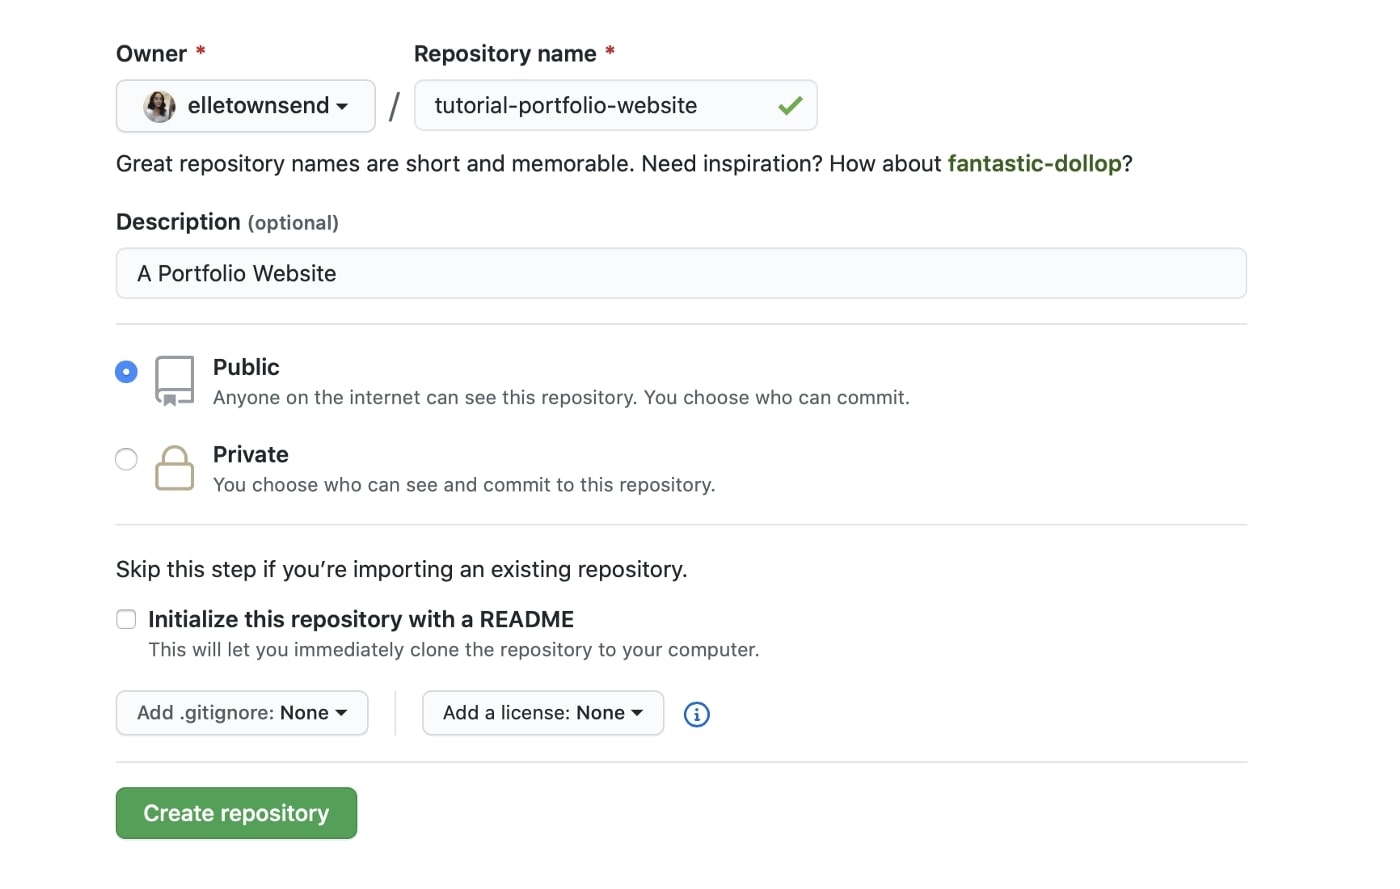 Owner * Repository name *
elletownsend / tutorial-portfolio-website
Great repository names are short and memorable. Need inspiration? How about fantastic-dollop?
Description (optional)
A Portfolio Website
Public
Anyone on the internet can see this repository. You choose who can commit.
Private
You choose who can see and commit to this repository.
Skip this step if you’re importing an existing repository.
Initialize this repository with a README
This will let you immediately clone the repository to your computer.
Add .gitignore: None Add a license: None
Create repository